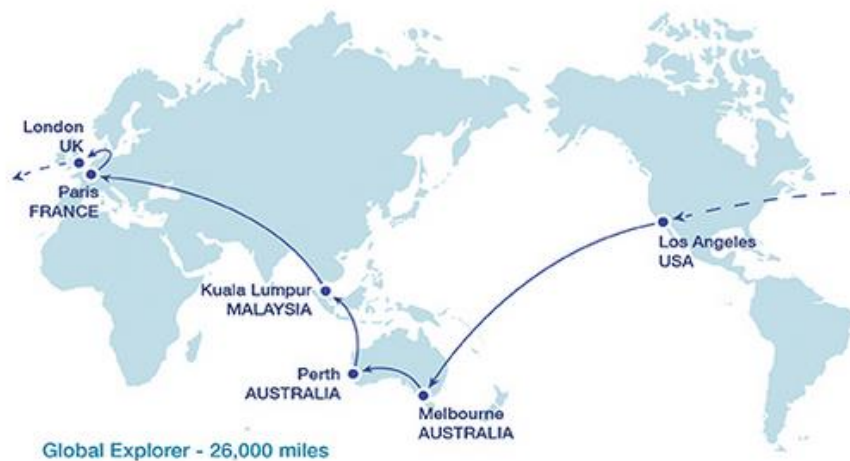 London
UK
Paris
FRANCE
Los Angeles
USA
Kuala Lumpur
MALAYSIA
Perth
AUSTRALIA
Melbourne
AUSTRALIA
Global Explorer - 26,000 miles